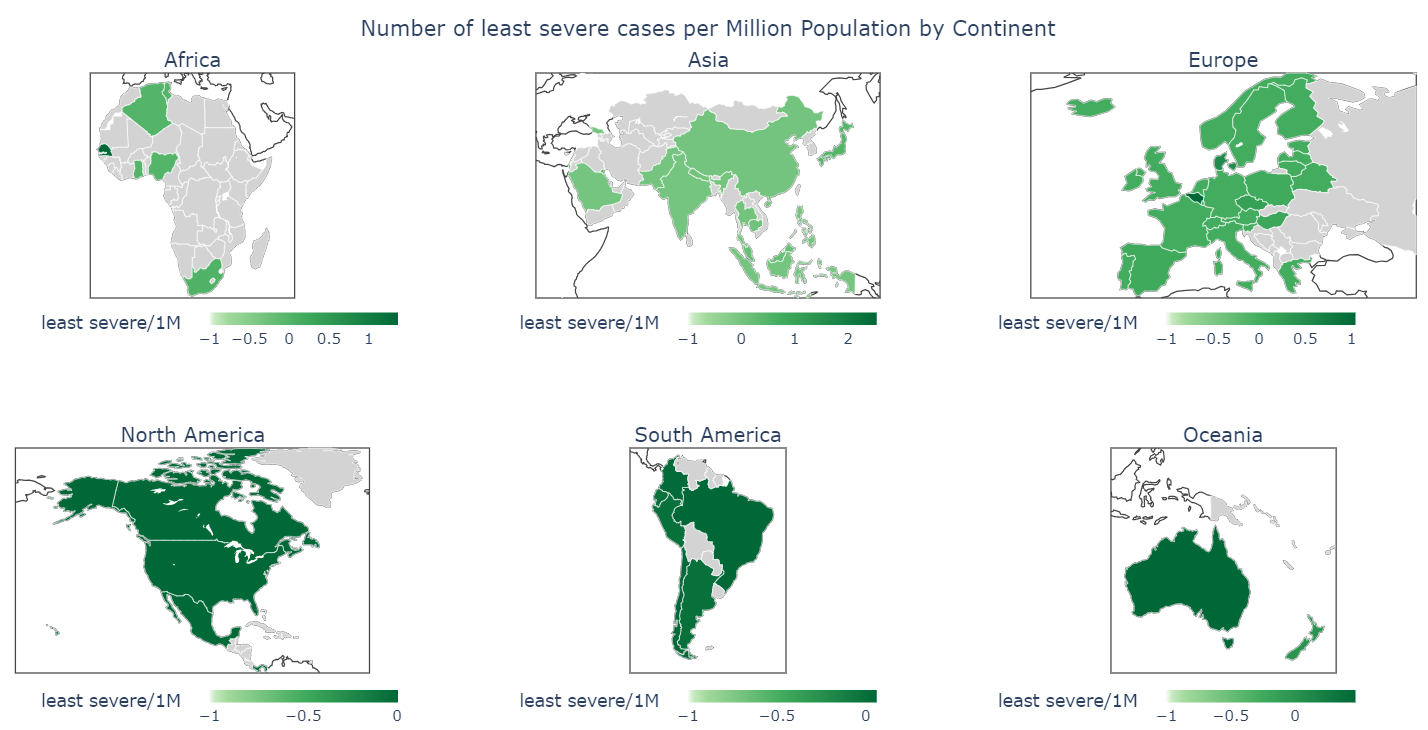 Number of least severe cases per Million Population by Continent
Africa
Asia
Europe
least severe/1M
−1 −0.5 0 0.5 1
least severe/1M
−1 0 1 2
least severe/1M
−1 −0.5 0 0.5 1
North America
South America
Oceania
least severe/1M
−1 −0.5 0
least severe/1M
−1 −0.5 0
least severe/1M
−1 −0.5 0